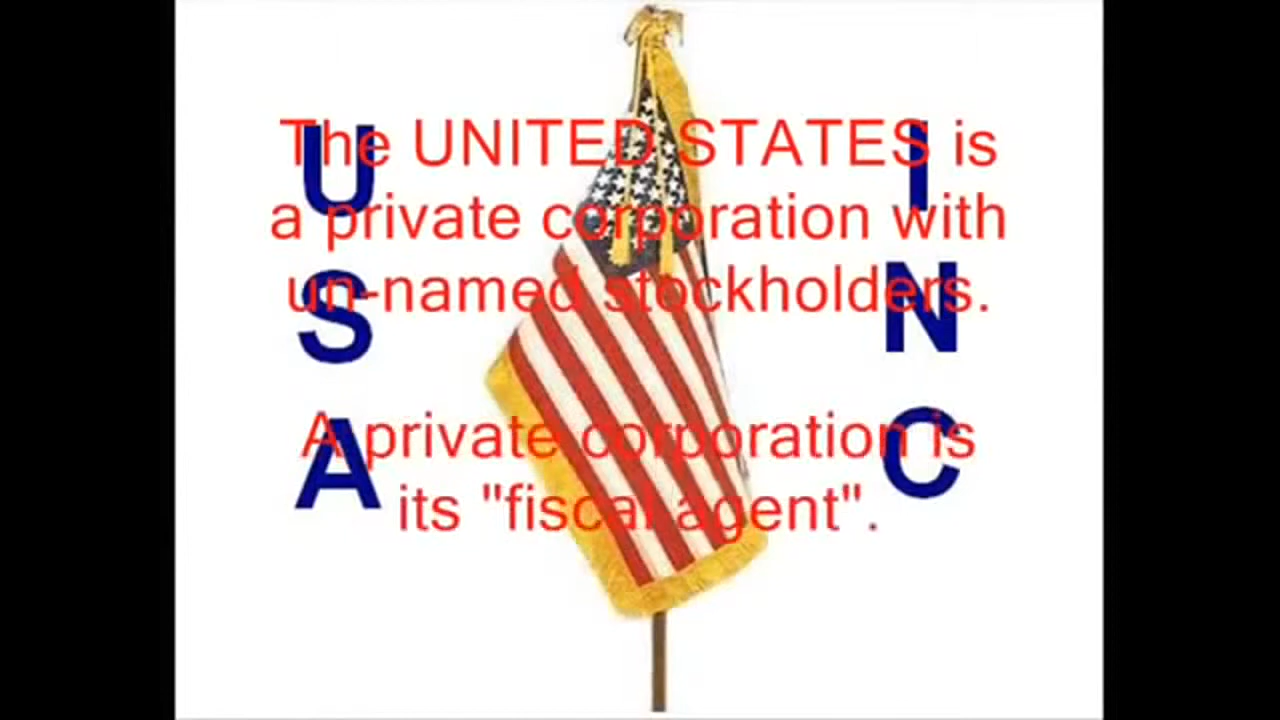 The UNITED STATES is
a private corporation with
un-named stockholders.
A private corporation is
its "fiscal agent".
U
S
A
I
N
C